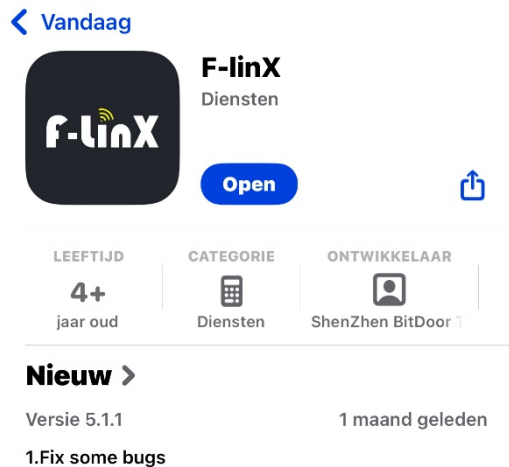 Vandaag
F-linX
Diensten
F-LinX
Open
LEEFTIJD CATEGORIE ONTWIKKELAAR
4+
jaar oud Diensten ShenZhen BitDoor
Nieuw
Versie 5.1.1 1 maand geleden
1.Fix some bugs